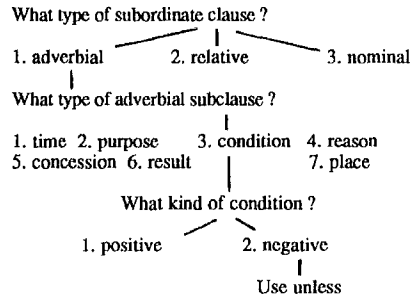 What type of subordinate clause ?
1. adverbial 2. relative 3. nominal
What type of adverbial subclause ?
1. time 2. purpose 3. condition 4. reason
5. concession 6. result 7. place
What kind of condition ?
1. positive 2. negative
Use unless